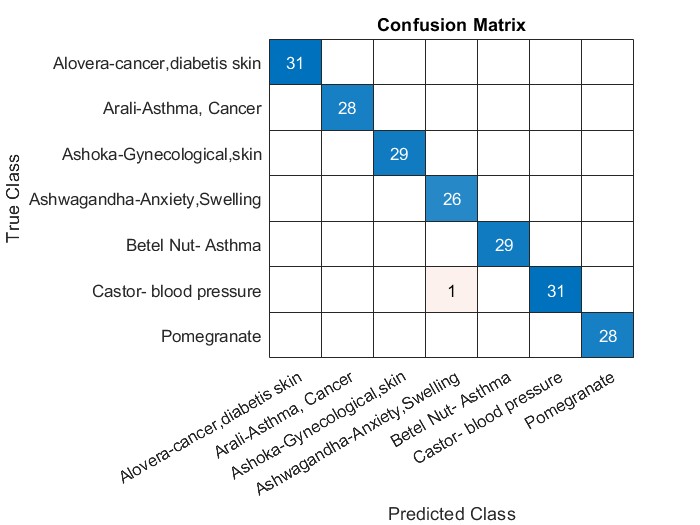 Confusion Matrix
True Class
Alovera-cancer,diabetis skin 31
Arali-Asthma, Cancer 28
Ashoka-Gynecological,skin 29
Ashwagandha-Anxiety,Swelling 26
Betel Nut- Asthma 29
Castor- blood pressure 1 31
Pomegranate 28
Alovera-cancer,diabetis skin
Arali-Asthma, Cancer
Ashoka-Gynecological,skin
Ashwagandha-Anxiety,Swelling
Betel Nut- Asthma
Castor- blood pressure
Pomegranate
Predicted Class